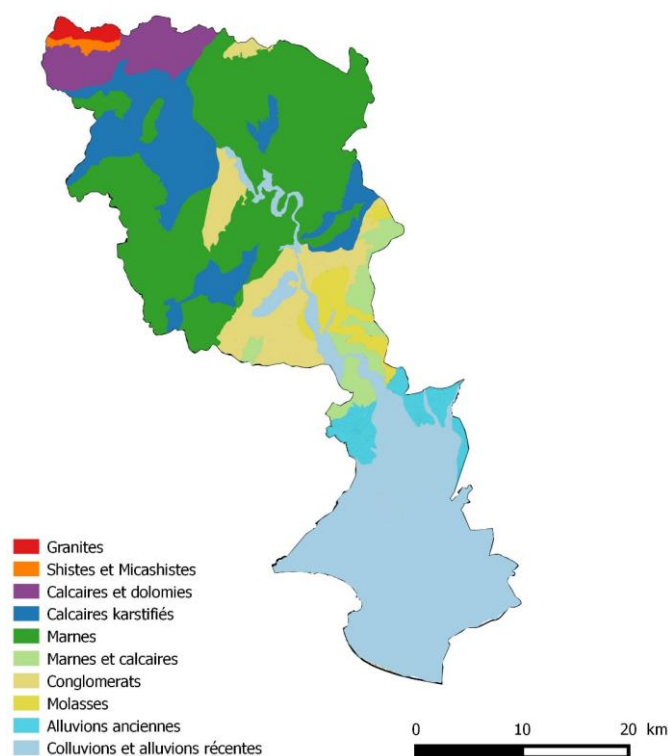 Granites
Shistes et Micashistes
Calcaires et dolomies
Calcaires karstifiés
Marnes
Marnes et calcaires
Conglomerats
Molasses
Alluvions anciennes
Colluvions et alluvions récentes
0 10 20 km